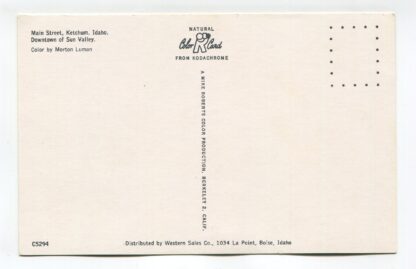 Main Street, Ketchum, Idaho.
Downtown of Sun Valley.
Color by Morton Luman
NATURAL
Color Card
FROM KODACHROME
A MIKE ROBERTS COLOR PRODUCTION, BERKELEY 2, CALIF.
C5294
Distributed by Western Sales Co., 1034 La Point, Boise, Idaho